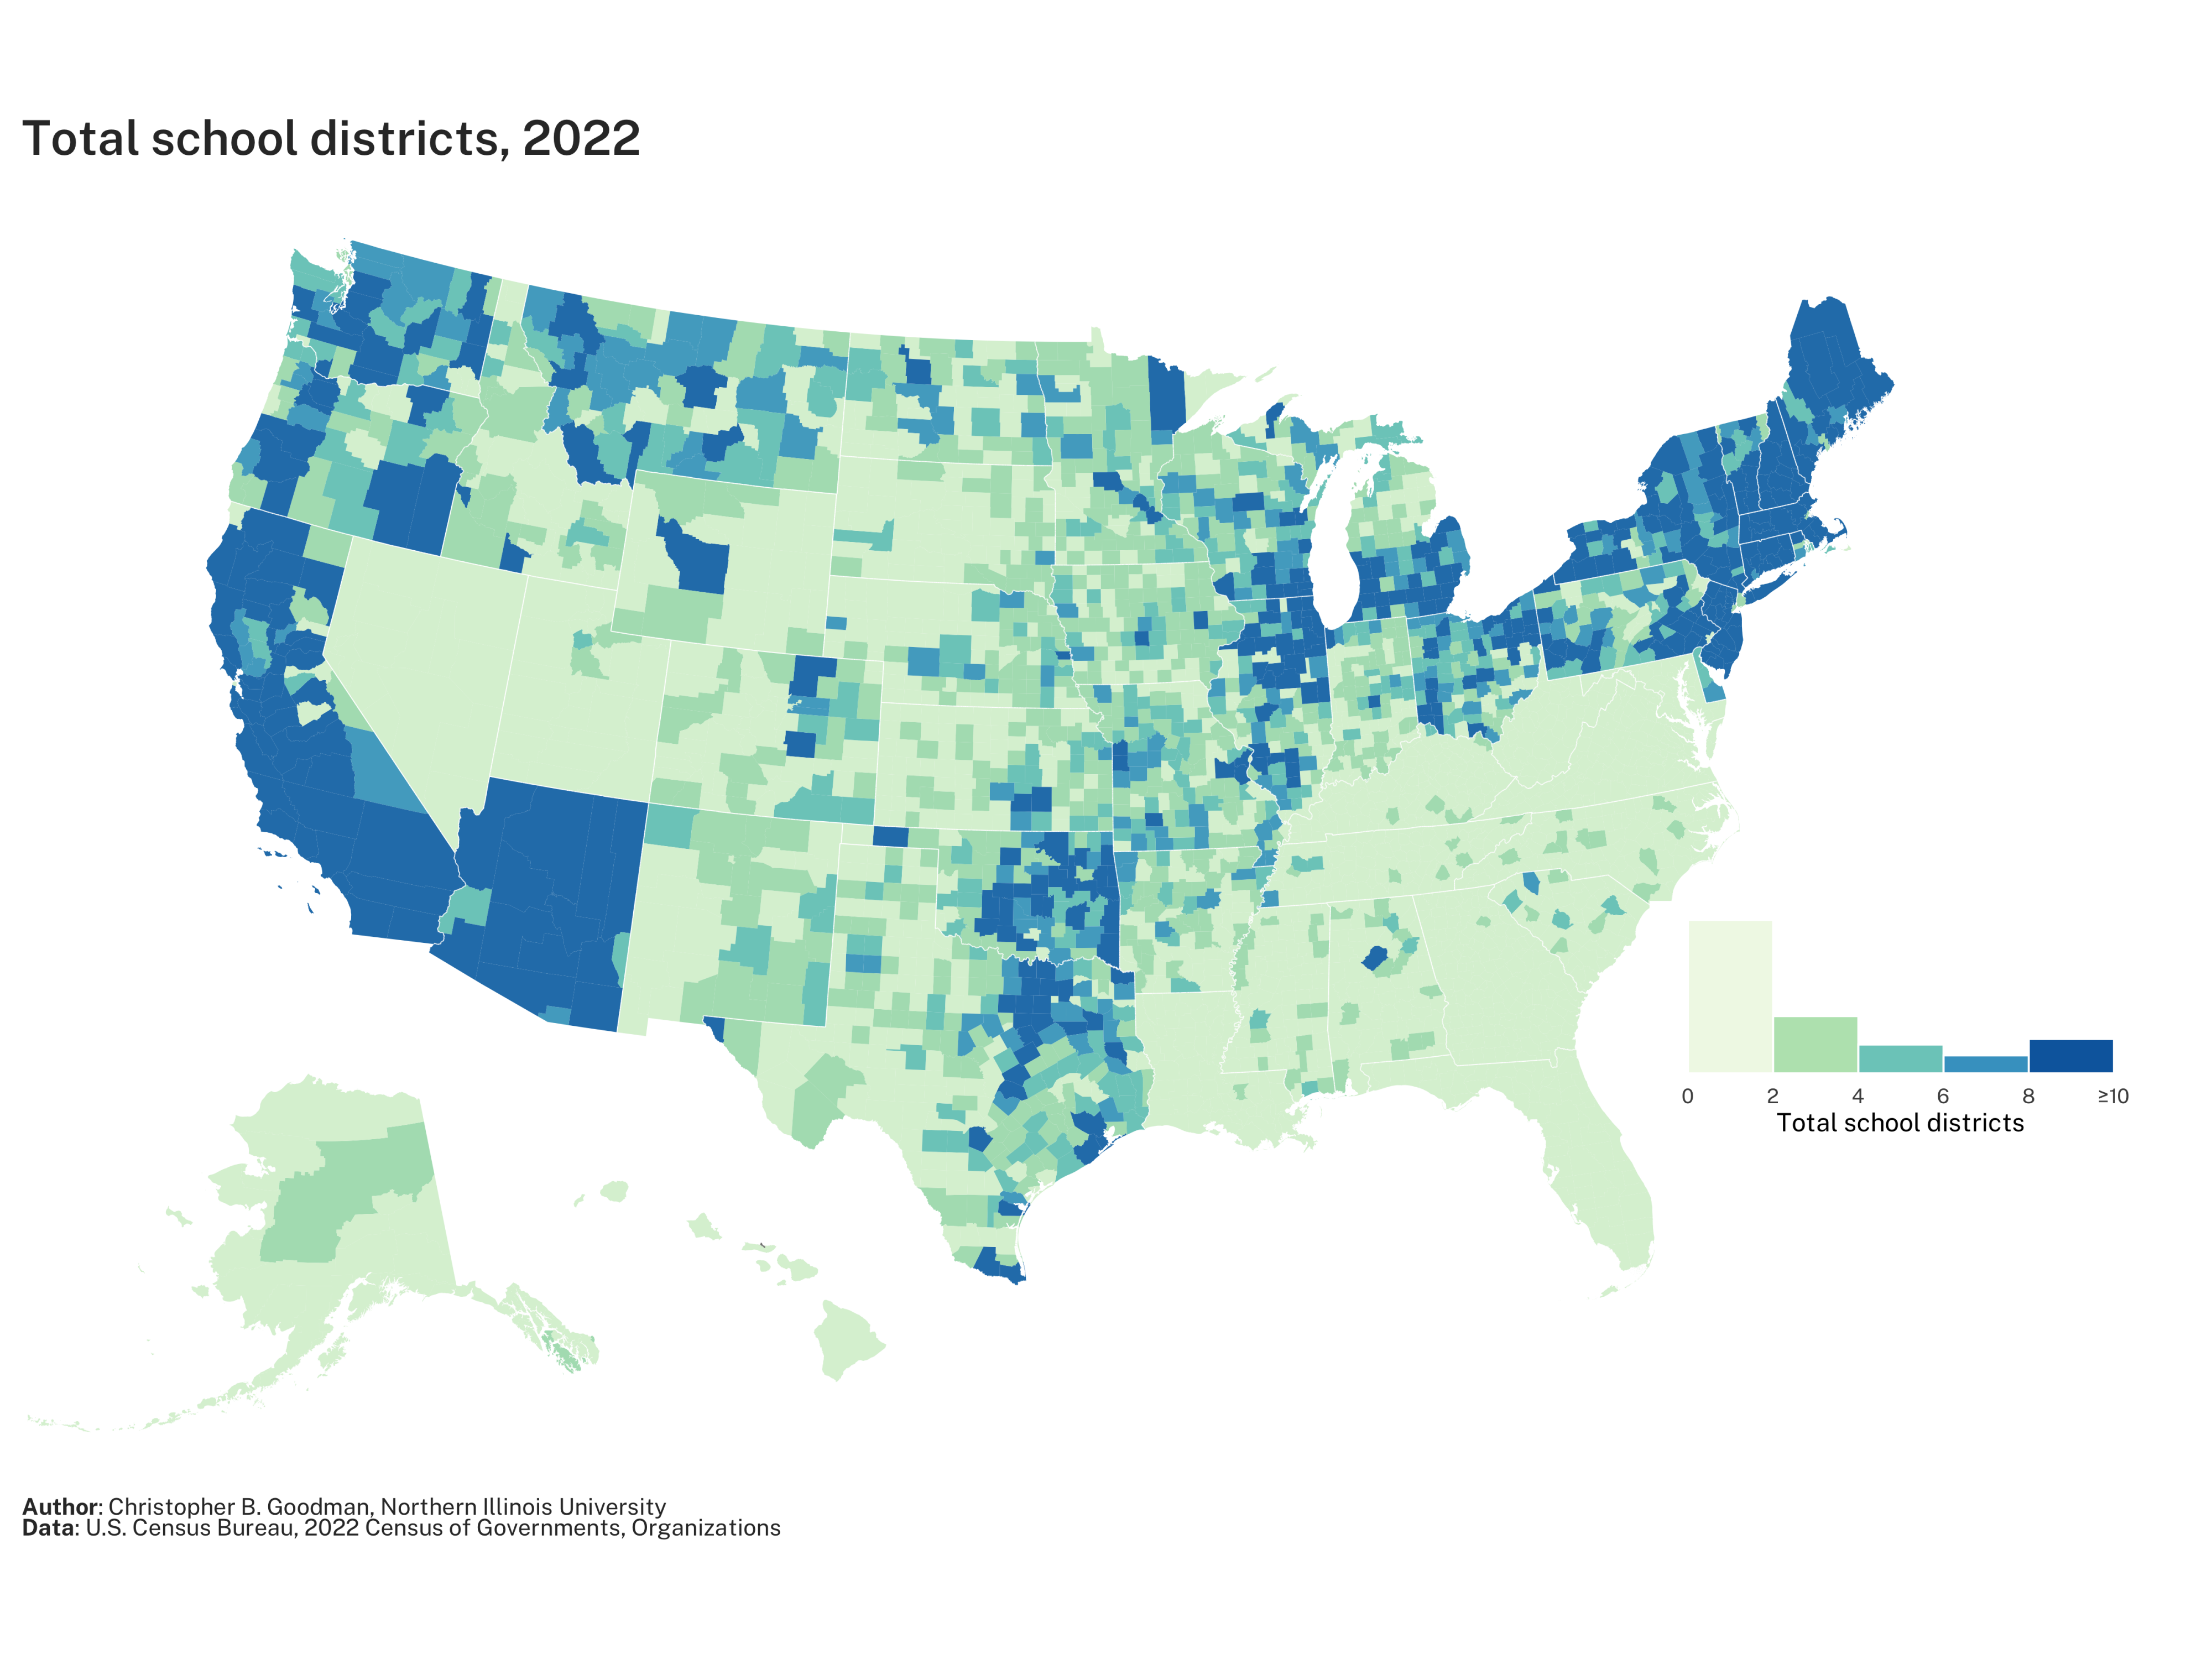 Total school districts, 2022
0 2 4 6 8 ≥10
Total school districts
Author: Christopher B. Goodman, Northern Illinois University
Data: U.S. Census Bureau, 2022 Census of Governments, Organizations